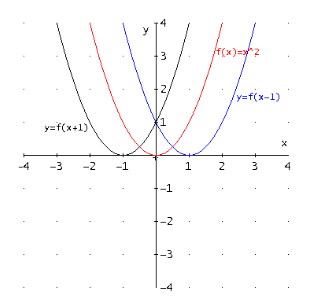 y
4
f(x)=x^2
3
2
y=f(x-1)
y=f(x+1)
1
x
-4 -3 -2 -1 0 1 2 3 4
-1
-2
-3
-4